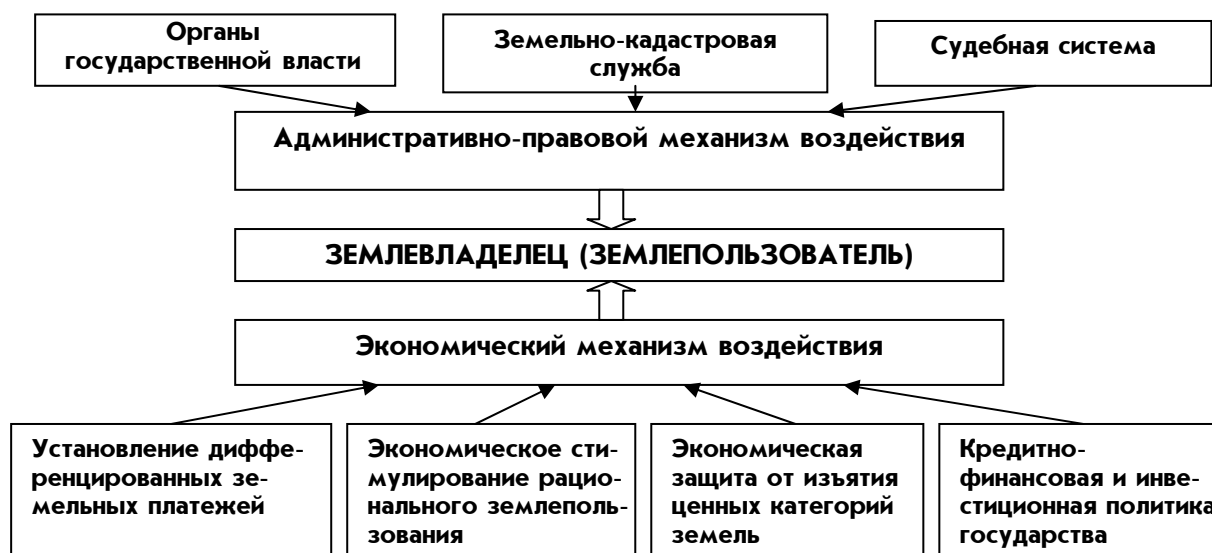 Органы
государственной власти
Земельно-кадастровая
служба
Судебная система
Административно-правовой механизм воздействия
ЗЕМЛЕВЛАДЕЛЕЦ (ЗЕМЛЕПОЛЬЗОВАТЕЛЬ)
Экономический механизм воздействия
Установление диффе-
ренцированных зе-
мельных платежей
Экономическое сти-
мулирование рацио-
нального землеполь-
зования
Экономическая
защита от изъятия
ценных категорий
земель
Кредитно-
финансовая и инве-
стиционная политика
государства